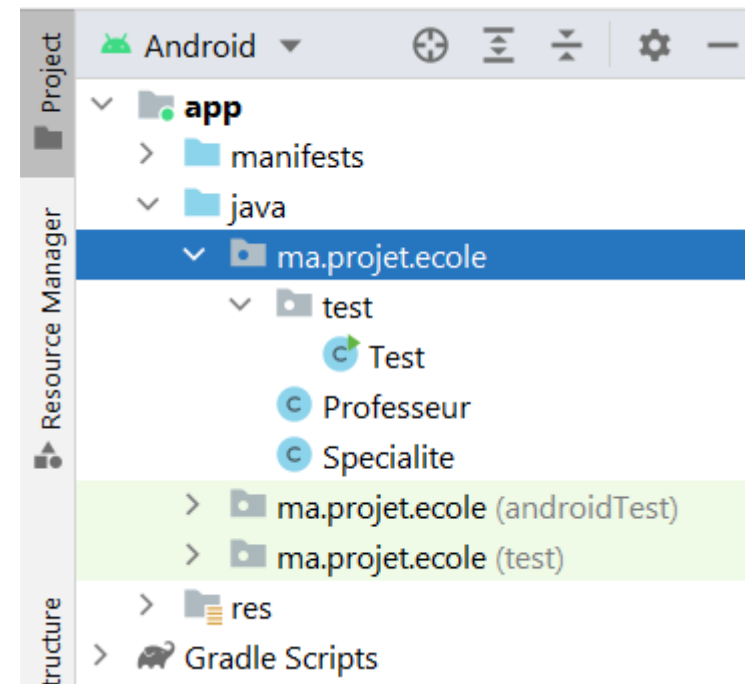 Project
Resource Manager
tructure
Android
app
manifests
java
ma.projet.ecole
test
C Test
C Professeur
C Specialite
ma.projet.ecole (androidTest)
ma.projet.ecole (test)
res
Gradle Scripts